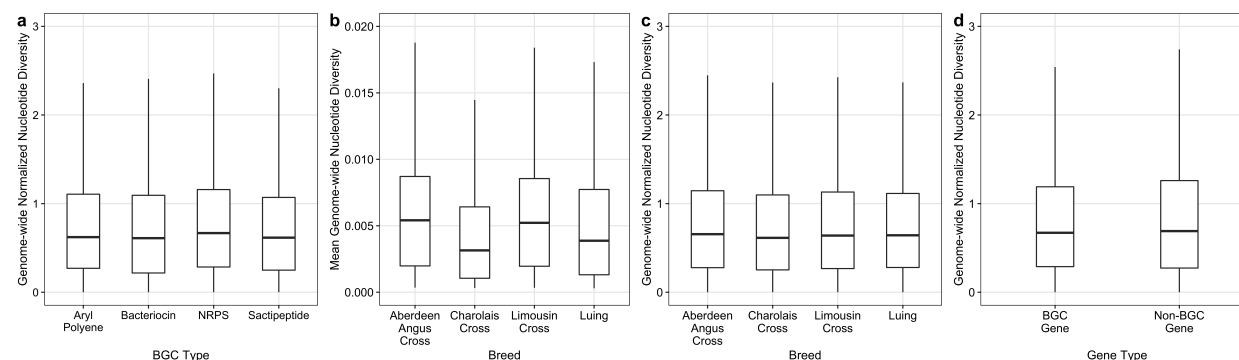 a
Genome-wide Normalized Nucleotide Diversity
3
2
1
0
Aryl
Polyene
Bacteriocin
NRPS
Sactipeptide
BGC Type
b
Mean Genome-wide Nucleotide Diversity
0.020
0.015
0.010
0.005
0.000
Aberdeen
Angus
Cross
Charolais
Cross
Limousin
Cross
Luing
Breed
c
Genome-wide Normalized Nucleotide Diversity
3
2
1
0
Aberdeen
Angus
Cross
Charolais
Cross
Limousin
Cross
Luing
Breed
d
Genome-wide Normalized Nucleotide Diversity
3
2
1
0
BGC
Gene
Non-BGC
Gene
Gene Type